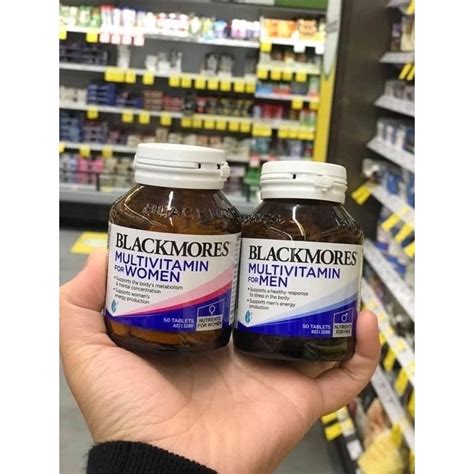 BLACKMORES
MULTIVITAMIN
FOR WOMEN
• Supports the body's metabolism
& mental concentration
• Supports women's
energy production
50 TABLETS
NUTRIENTS
FOR WOMEN
BLACKMORES
MULTIVITAMIN
FOR MEN
• Supports a healthy response
to stress in the body
• Supports men's energy
production
50 TABLETS
NUTRIENTS
FOR MEN